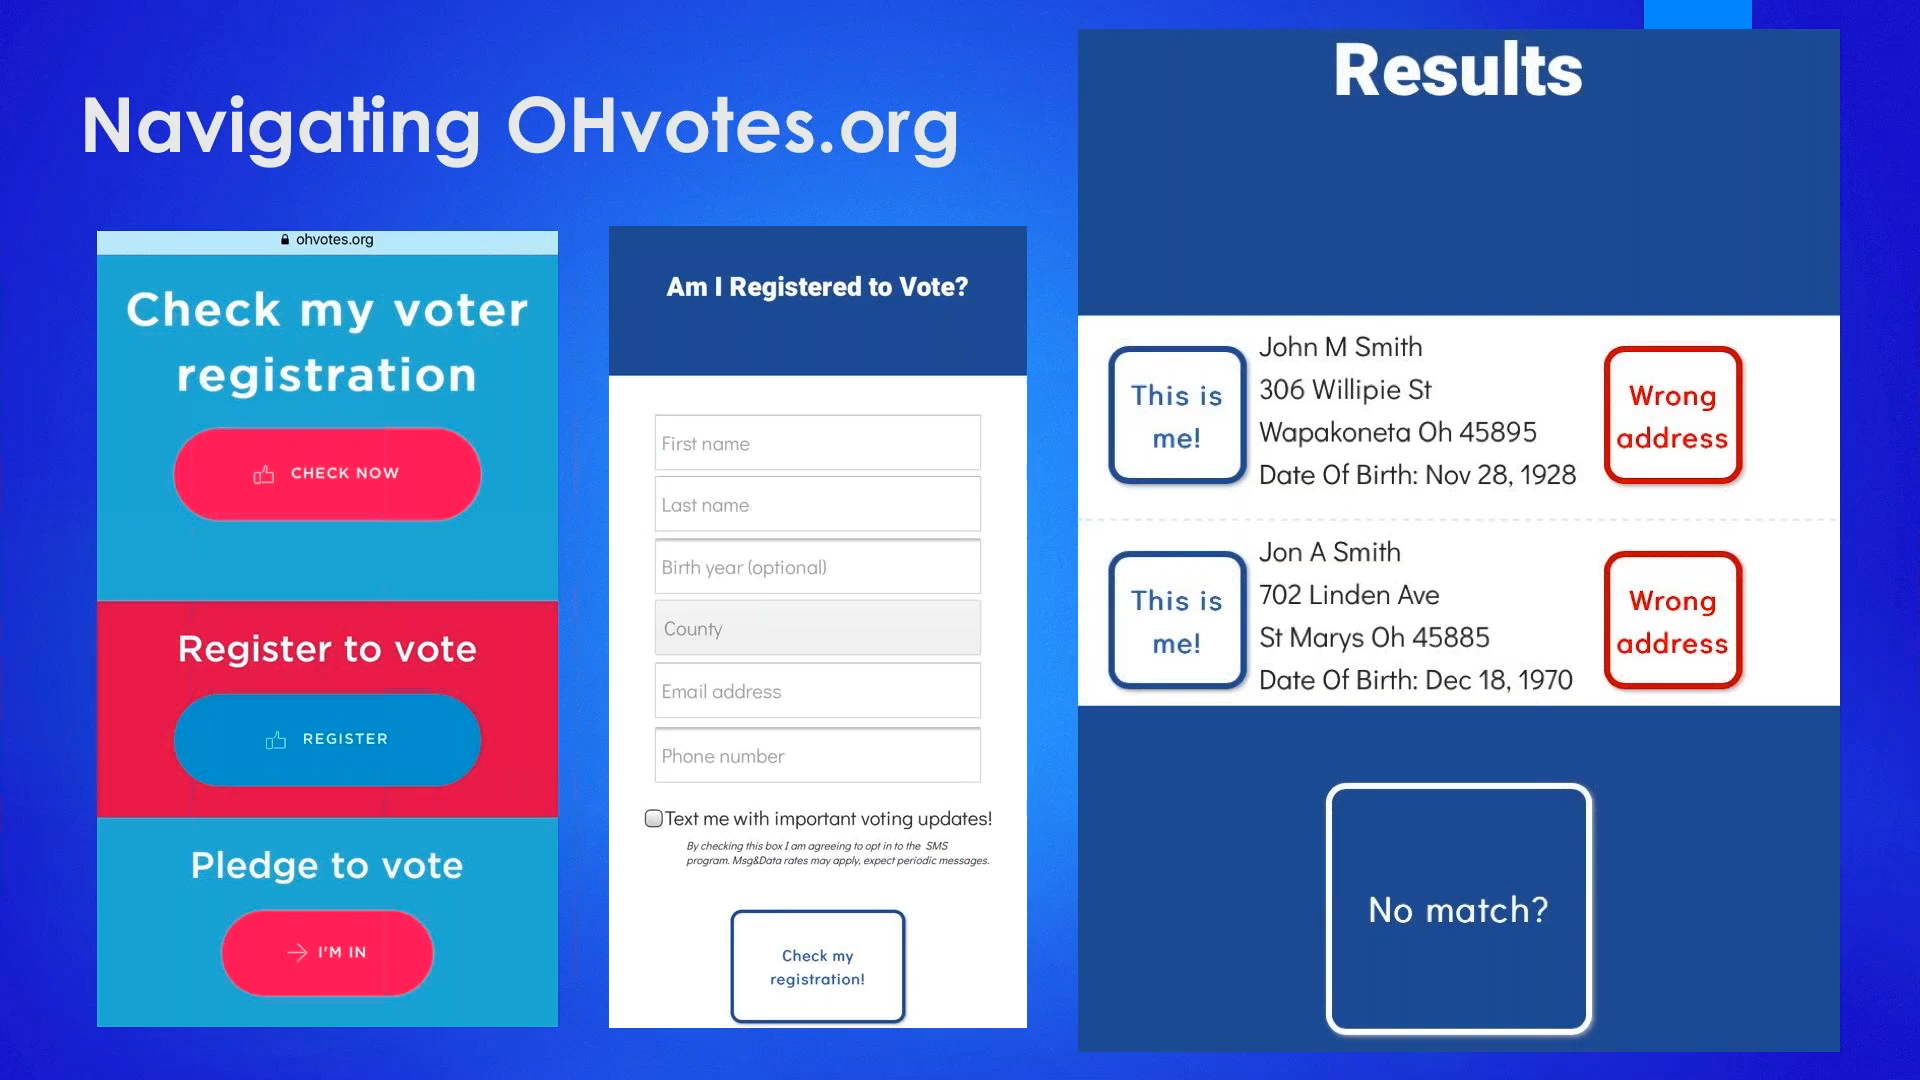 Navigating OHvotes.org
ohvotes.org
Check my voter
registration
CHECK NOW
Register to vote
REGISTER
Pledge to vote
I'M IN
Am I Registered to Vote?
First name
Last name
Birth year (optional)
County
Email address
Phone number
Text me with important voting updates!
By checking this box I am agreeing to opt in to the SMS
program. Msg&Data rates may apply, expect periodic messages.
Check my
registration!
Results
This is
me!
John M Smith
306 Willipie St
Wapakoneta Oh 45895
Date Of Birth: Nov 28, 1928
Wrong
address
This is
me!
Jon A Smith
702 Linden Ave
St Marys Oh 45885
Date Of Birth: Dec 18, 1970
Wrong
address
No match?